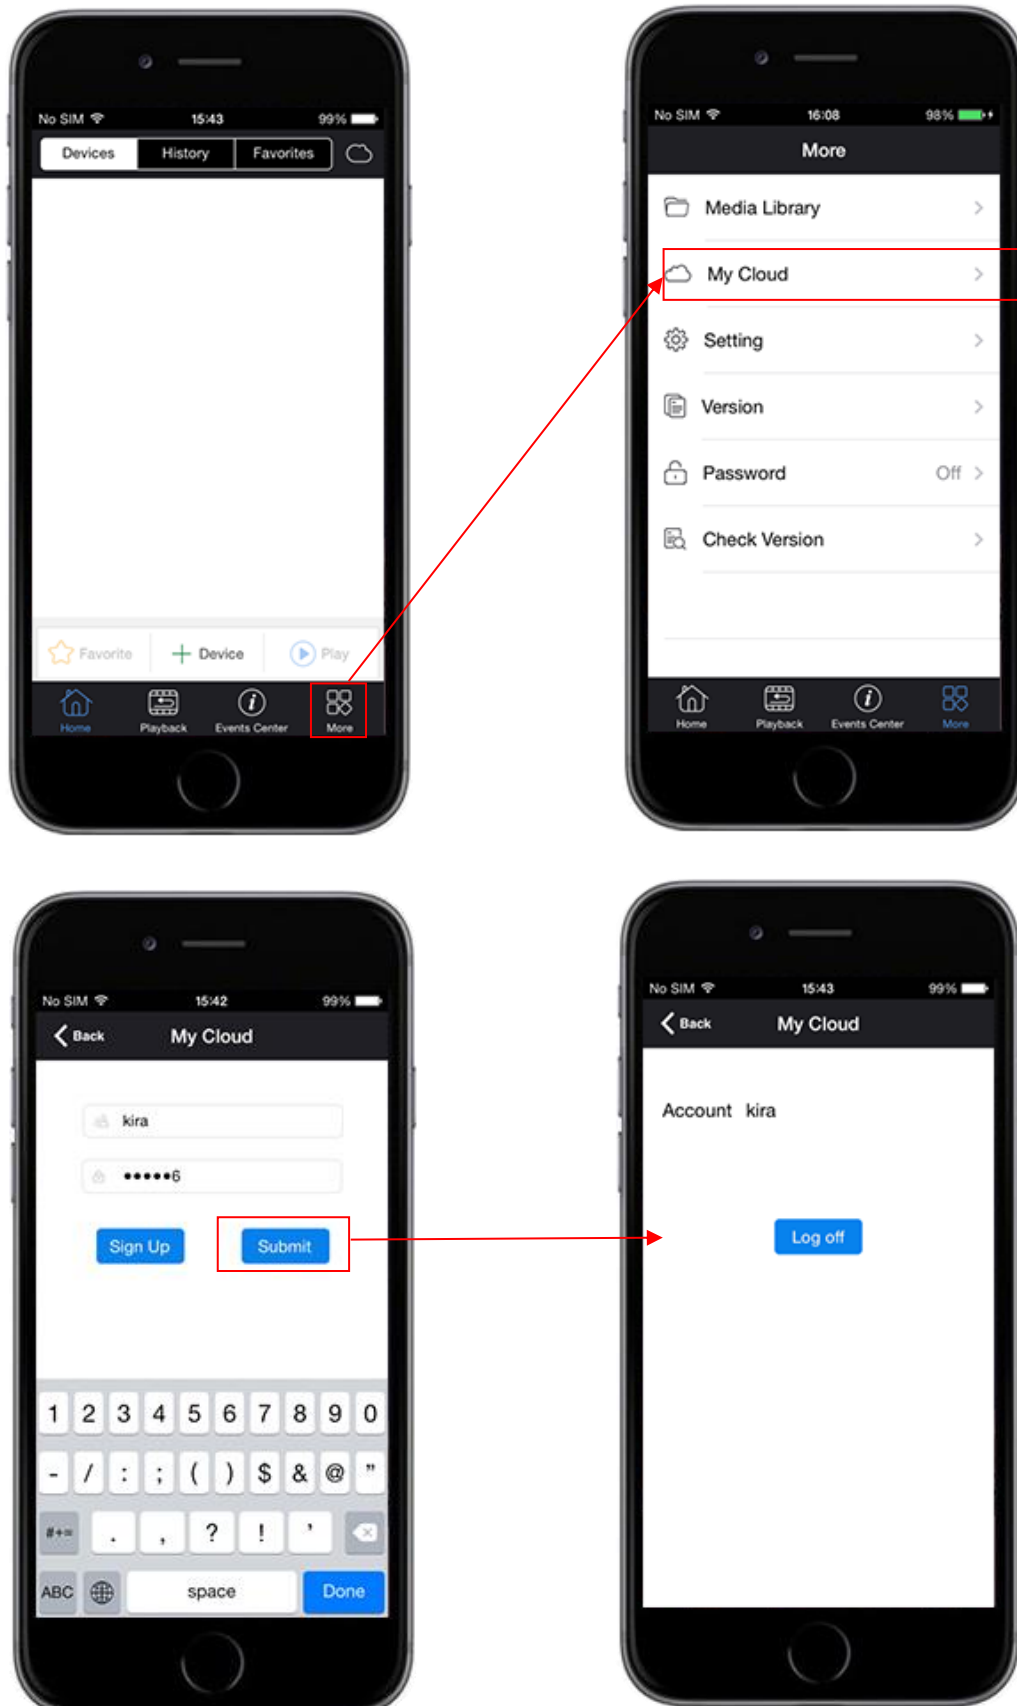 No SIM 15:43 99%
Devices History Favorites
Favorite + Device Play
Home Playback Events Center More
No SIM 16:08 98%
More
Media Library
My Cloud
Setting
Version
Password Off
Check Version
Home Playback Events Center More
No SIM 15:42 99%
Back My Cloud
kira
•••••6
Sign Up Submit
1 2 3 4 5 6 7 8 9 0
- / : ; ( ) $ & @ "
#+= . , ? ! '
ABC space Done
No SIM 15:43 99%
Back My Cloud
Account kira
Log off